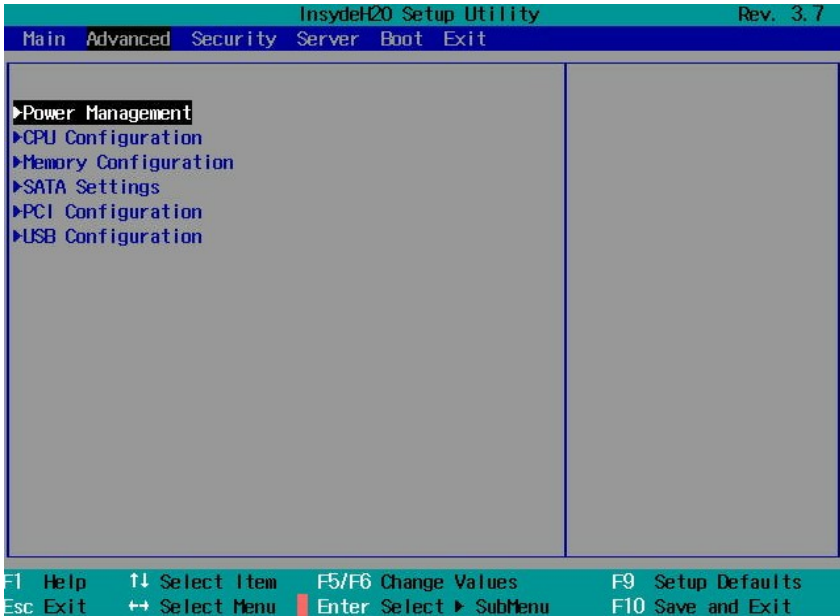 InsydeH20 Setup Utility Rev. 3.7
Main Advanced Security Server Boot Exit
▶Power Management
▶CPU Configuration
▶Memory Configuration
▶SATA Settings
▶PCI Configuration
▶USB Configuration
F1 Help ↑↓ Select Item F5/F6 Change Values F9 Setup Defaults
Esc Exit ↔ Select Menu Enter Select ▶ SubMenu F10 Save and Exit